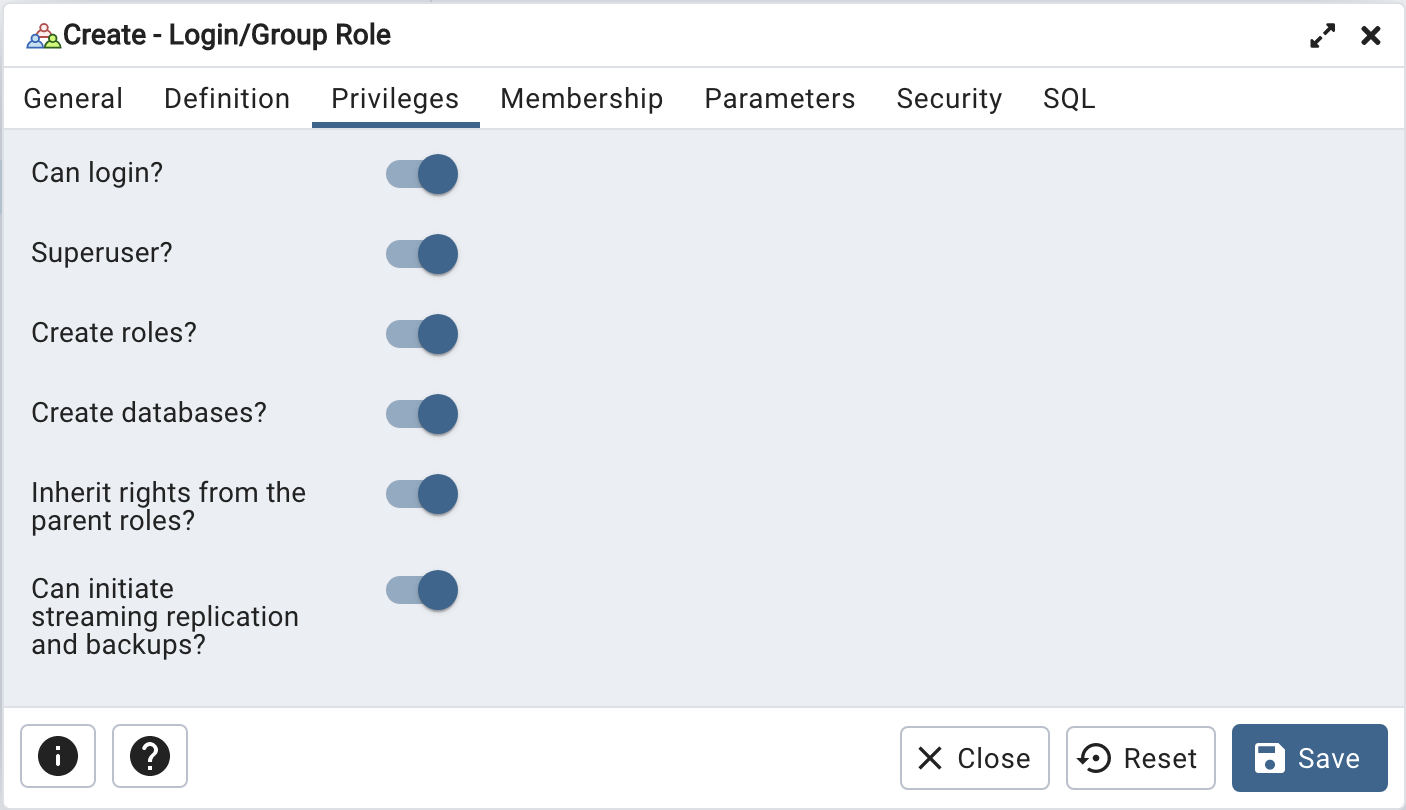 Create - Login/Group Role
General Definition Privileges Membership Parameters Security SQL
Can login?
Superuser?
Create roles?
Create databases?
Inherit rights from the
parent roles?
Can initiate
streaming replication
and backups?
Close Reset Save